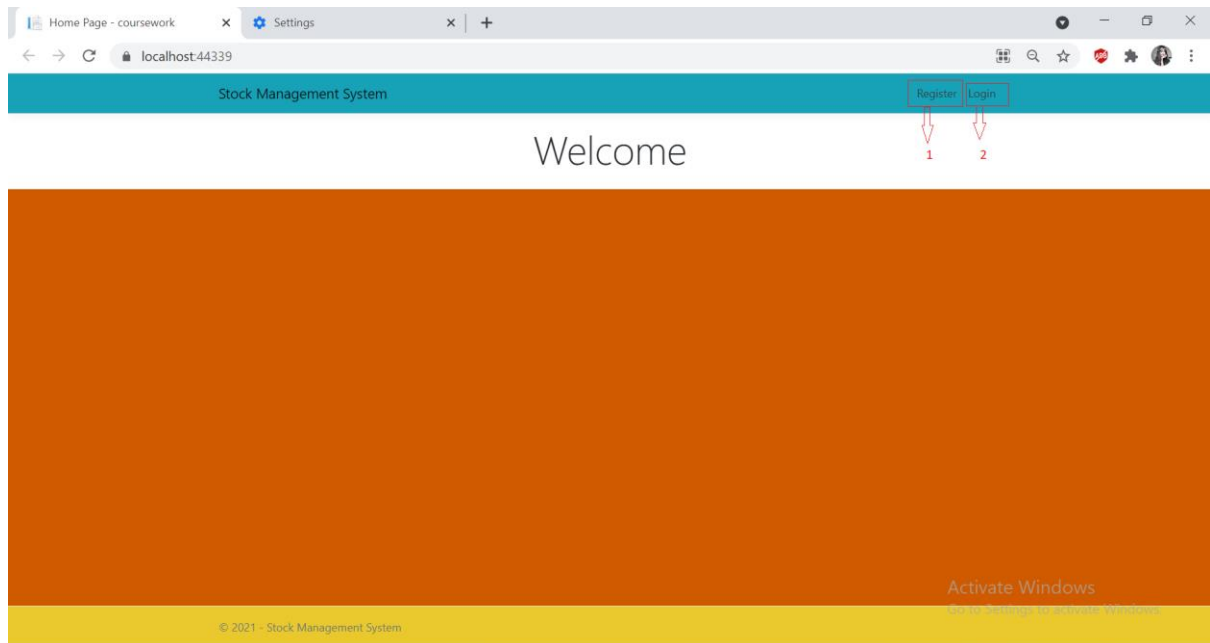 Home Page - coursework
Settings
localhost:44339
Stock Management System
Register
Login
Welcome
1
2
Activate Windows
Go to Settings to activate Windows.
© 2021 - Stock Management System